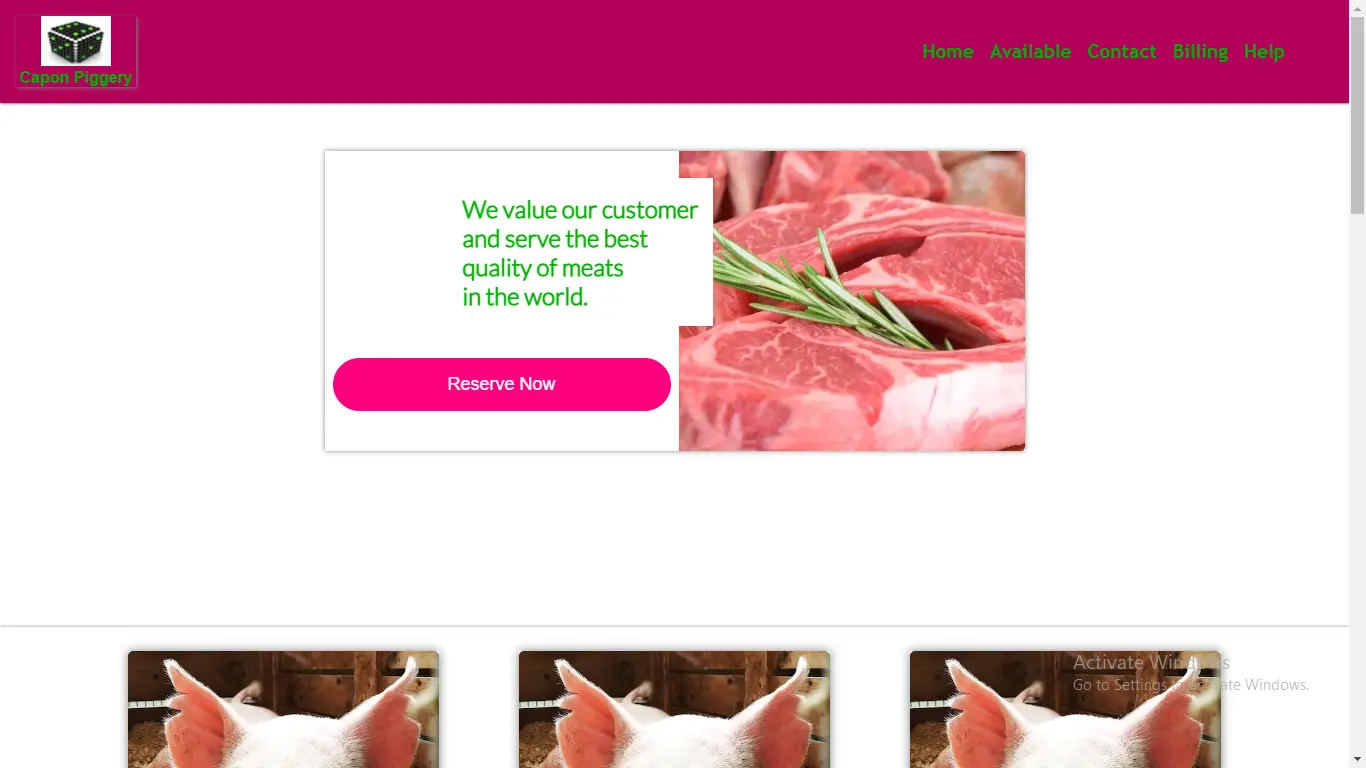 Capon Piggery
Home Available Contact Billing Help
We value our customer
and serve the best
quality of meats
in the world.
Reserve Now
Activate Windows
Go to Settings to activate Windows.